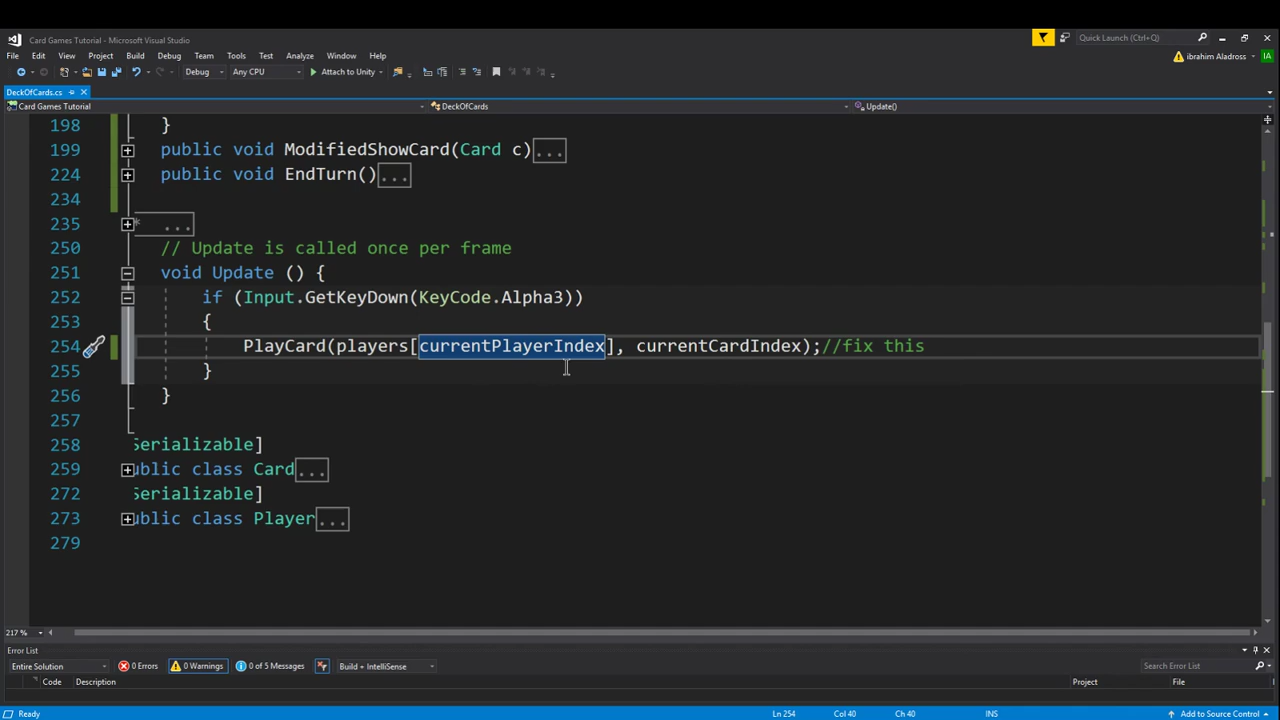 Card Games Tutorial - Microsoft Visual Studio
Quick Launch (Ctrl+Q)
File Edit View Project Build Debug Team Tools Test Analyze Window Help
ibrahim Aladross
IA
Debug Any CPU Attach to Unity
DeckOfCards.cs
Card Games Tutorial DeckOfCards Update()
198 }
199 public void ModifiedShowCard(Card c)...
224 public void EndTurn()...
234
235 * ...
250 // Update is called once per frame
251 void Update () {
252 if (Input.GetKeyDown(KeyCode.Alpha3))
253 {
254 PlayCard(players[currentPlayerIndex], currentCardIndex);//fix this
255 }
256 }
257
258 Serializable]
259 ublic class Card...
272 Serializable]
273 ublic class Player...
279
217 %
Error List
Entire Solution 0 Errors 0 Warnings 0 of 5 Messages Build + IntelliSense Search Error List
Code Description Project File
Ready Ln 254 Col 40 Ch 40 INS Add to Source Control